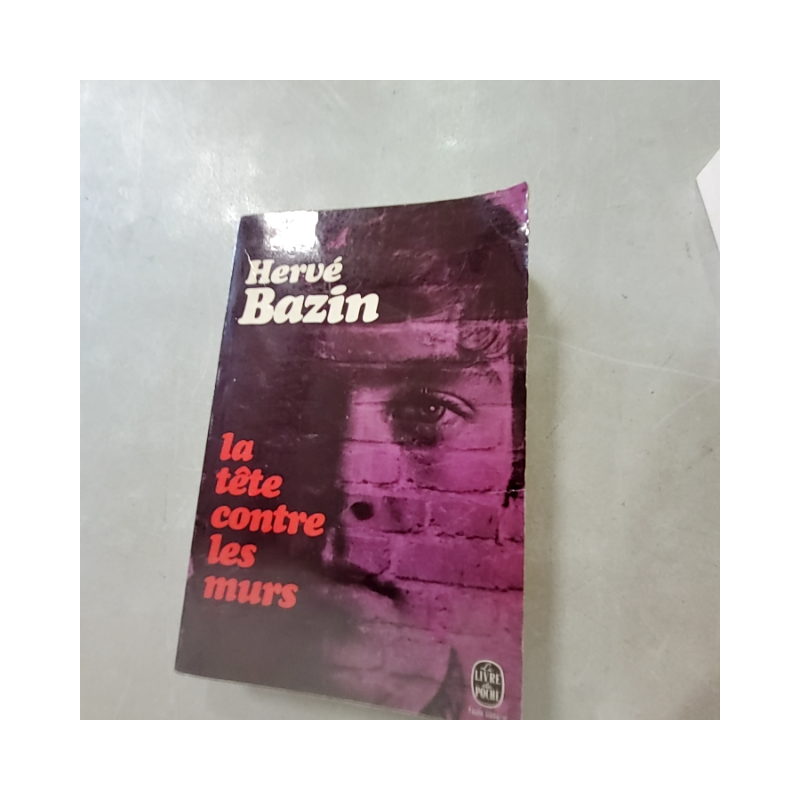 Hervé
Bazin
la
tête
contre
les
murs
Le
LIVRE
de
POCHE